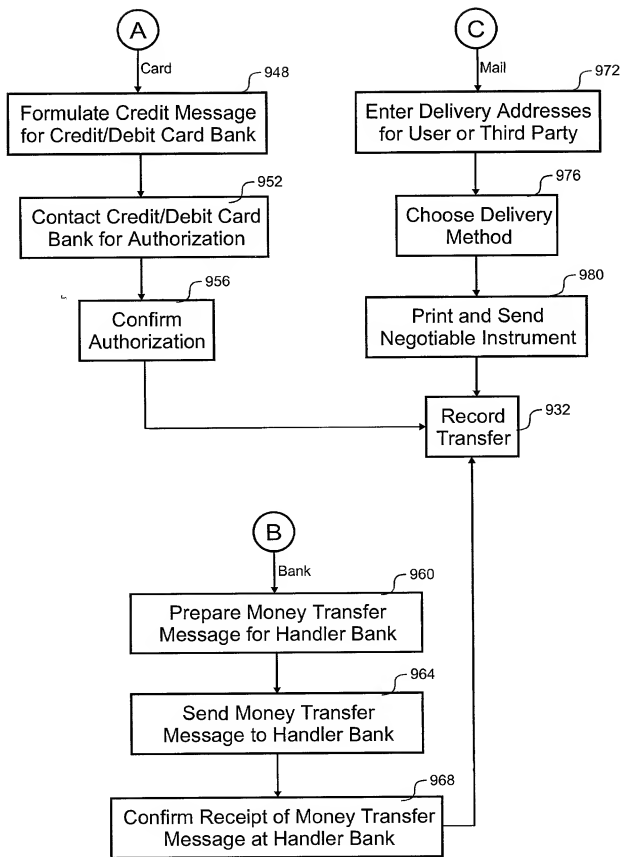 A
Card
948
Formulate Credit Message
for Credit/Debit Card Bank
952
Contact Credit/Debit Card
Bank for Authorization
956
Confirm
Authorization
C
Mail
972
Enter Delivery Addresses
for User or Third Party
976
Choose Delivery
Method
980
Print and Send
Negotiable Instrument
Record
Transfer
932
B
Bank
960
Prepare Money Transfer
Message for Handler Bank
964
Send Money Transfer
Message to Handler Bank
968
Confirm Receipt of Money Transfer
Message at Handler Bank